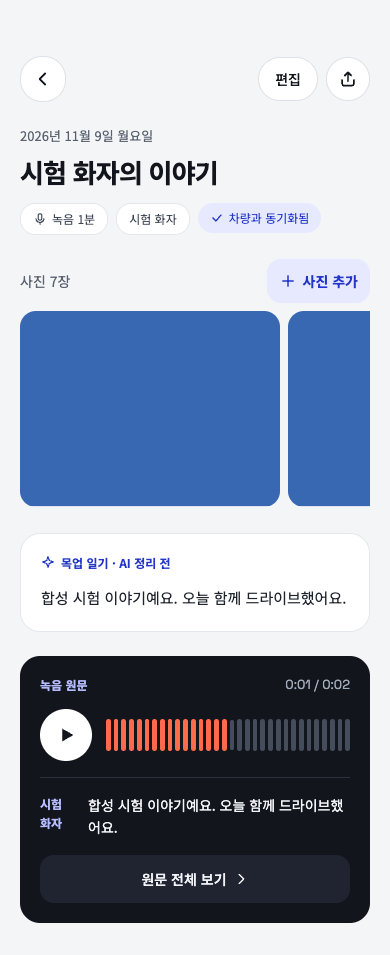 편집
2026년 11월 9일 월요일
시험 화자의 이야기
녹음 1분
시험 화자
차량과 동기화됨
사진 7장
사진 추가
목업 일기 · AI 정리 전
합성 시험 이야기예요. 오늘 함께 드라이브했어요.
녹음 원문
0:01 / 0:02
시험
화자
합성 시험 이야기예요. 오늘 함께 드라이브했
어요.
원문 전체 보기